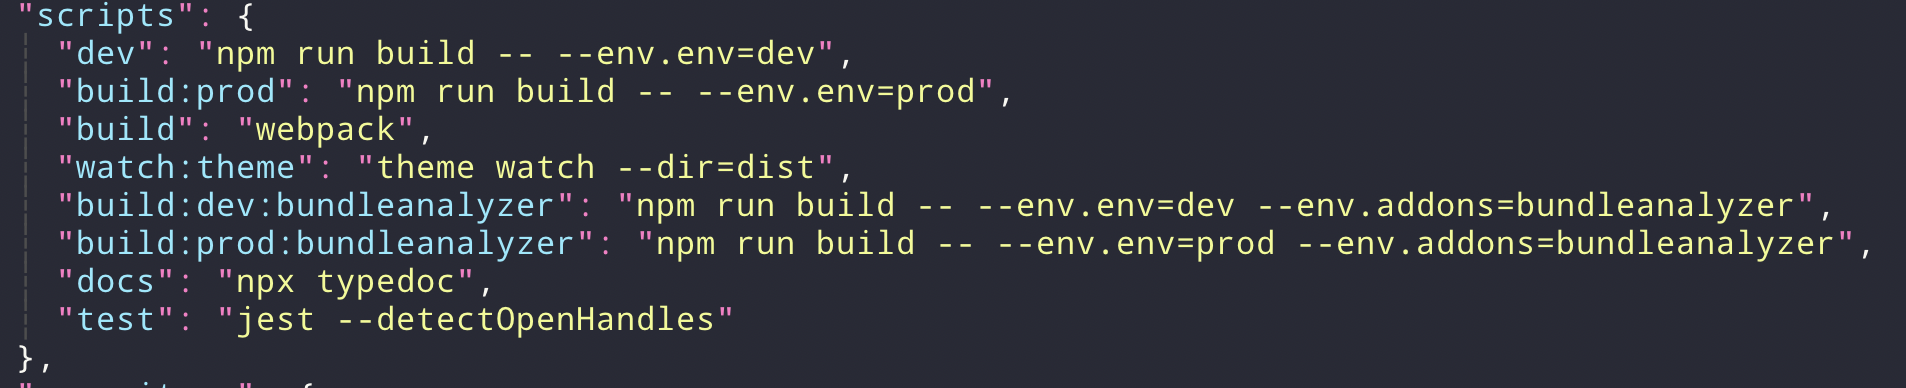 "scripts": {
"dev": "npm run build -- --env.env=dev",
"build:prod": "npm run build -- --env.env=prod",
"build": "webpack",
"watch:theme": "theme watch --dir=dist",
"build:dev:bundleanalyzer": "npm run build -- --env.env=dev --env.addons=bundleanalyzer",
"build:prod:bundleanalyzer": "npm run build -- --env.env=prod --env.addons=bundleanalyzer",
"docs": "npx typedoc",
"test": "jest --detectOpenHandles"
},